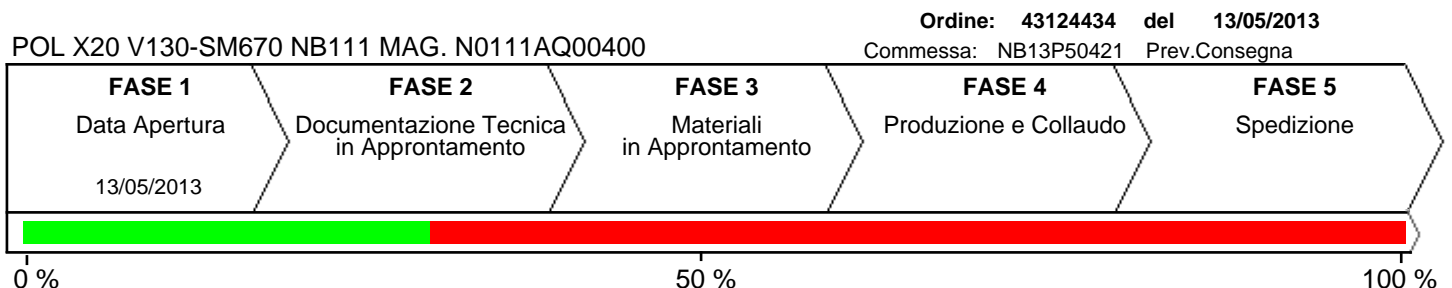 Ordine: 43124434 del 13/05/2013
POL X20 V130-SM670 NB111 MAG. N0111AQ00400
Commessa: NB13P50421 Prev.Consegna
FASE 1
Data Apertura
13/05/2013
FASE 2
Documentazione Tecnica
in Approntamento
FASE 3
Materiali
in Approntamento
FASE 4
Produzione e Collaudo
FASE 5
Spedizione
0 % 50 % 100 %